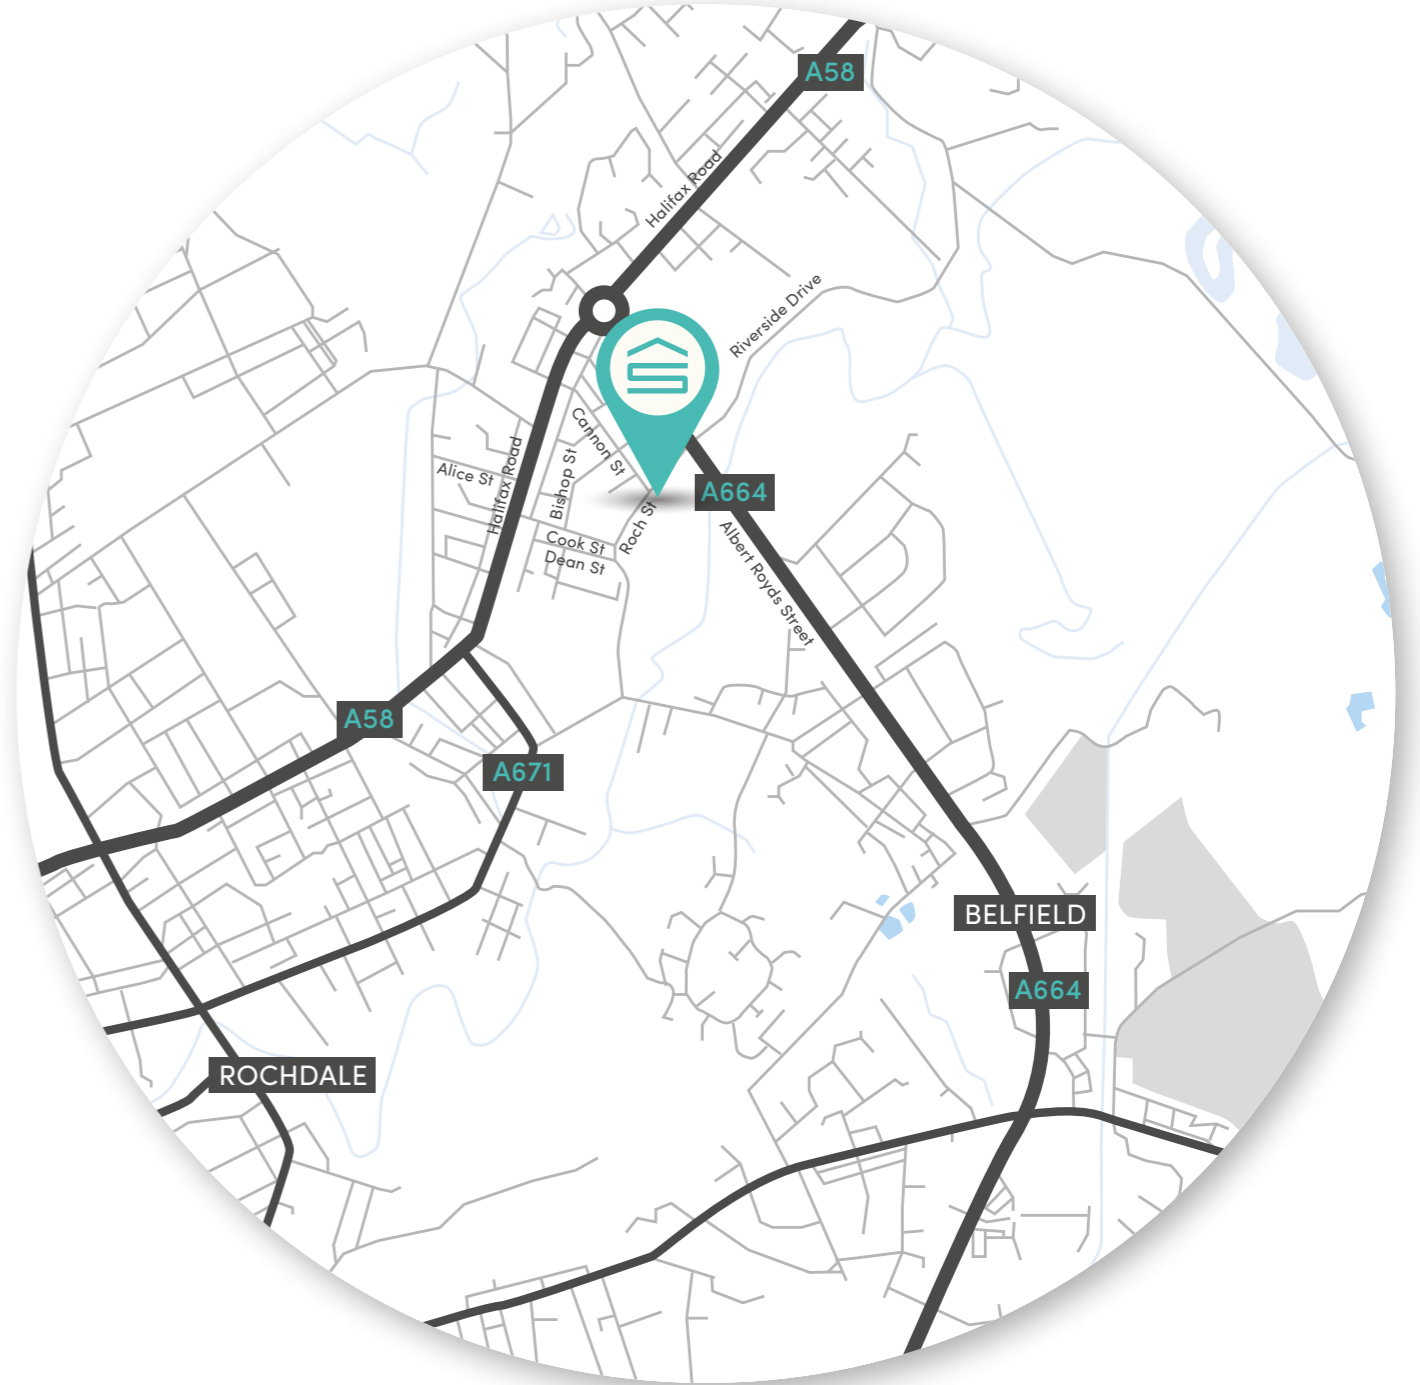 A58
Halifax Road
Riverside Drive
Cannon St
Alice St
Halifax Road
Bishop St
A664
Roch St
Cook St
Dean St
Albert Royds Street
A58
A671
BELFIELD
A664
ROCHDALE